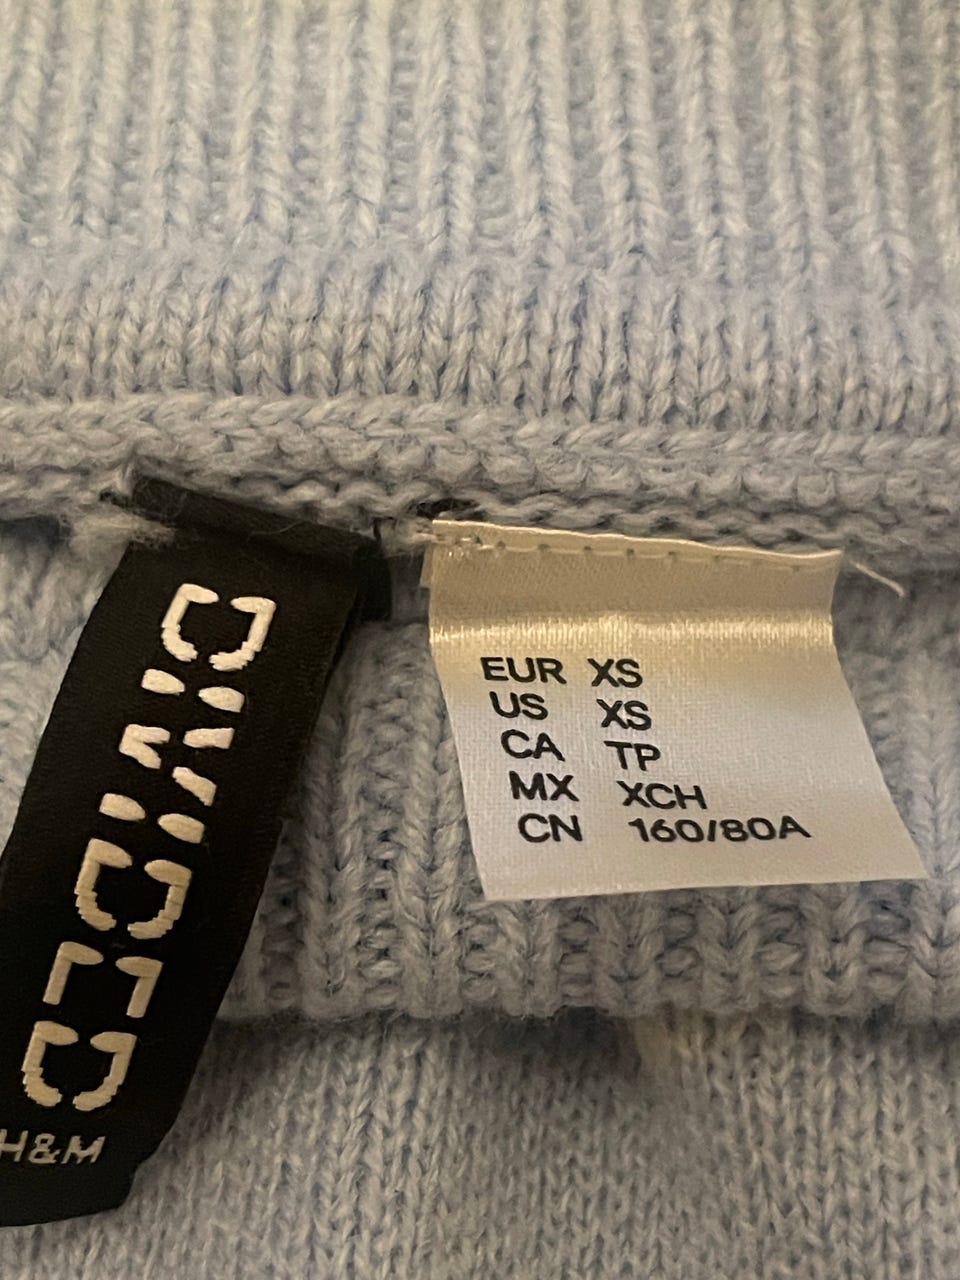 DIVIDED
H&M
EUR XS
US XS
CA TP
MX XCH
CN 160/80A